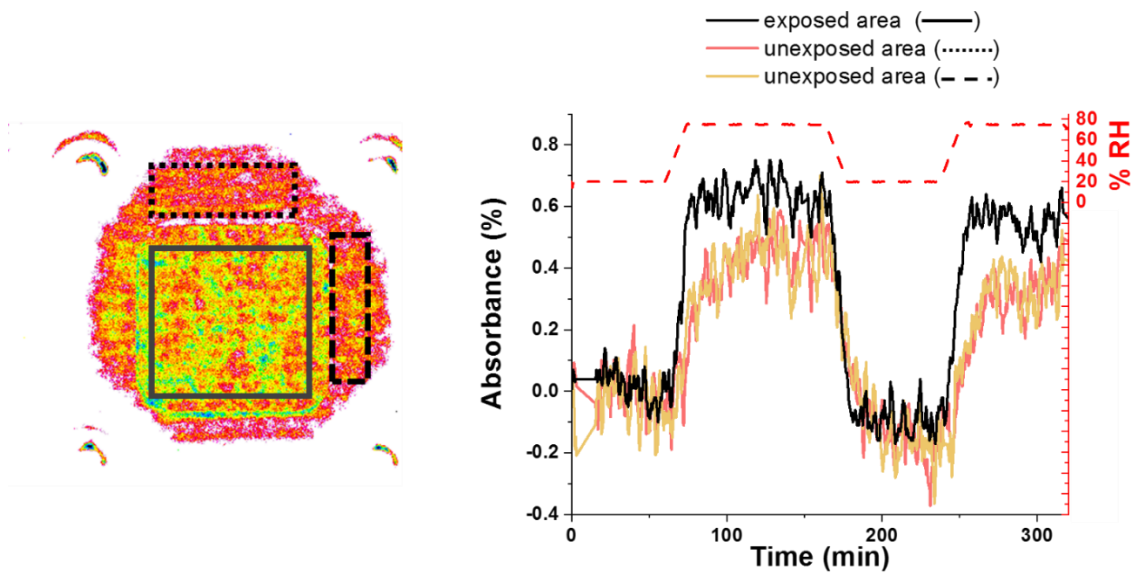 exposed area (——)
unexposed area (········)
unexposed area (– – –)
0.8
0.6
0.4
0.2
0.0
-0.2
-0.4
Absorbance (%)
80
60
40
20
0
% RH
0
100
200
300
Time (min)